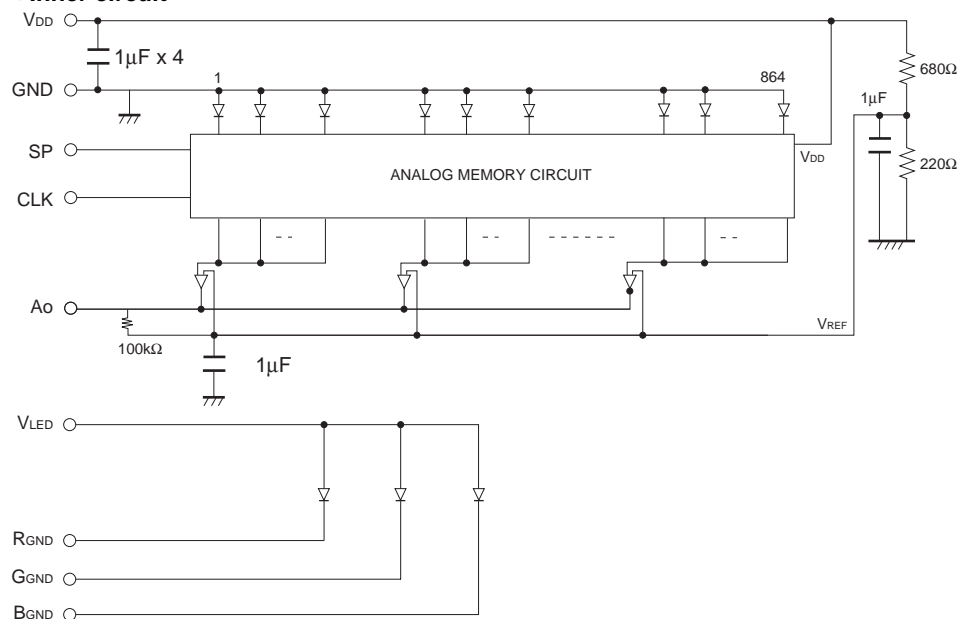 VDD
1μF x 4
GND
1
864
680Ω
1μF
SP
VDD
220Ω
ANALOG MEMORY CIRCUIT
CLK
Ao
VREF
100kΩ
1μF
VLED
RGND
GGND
BGND